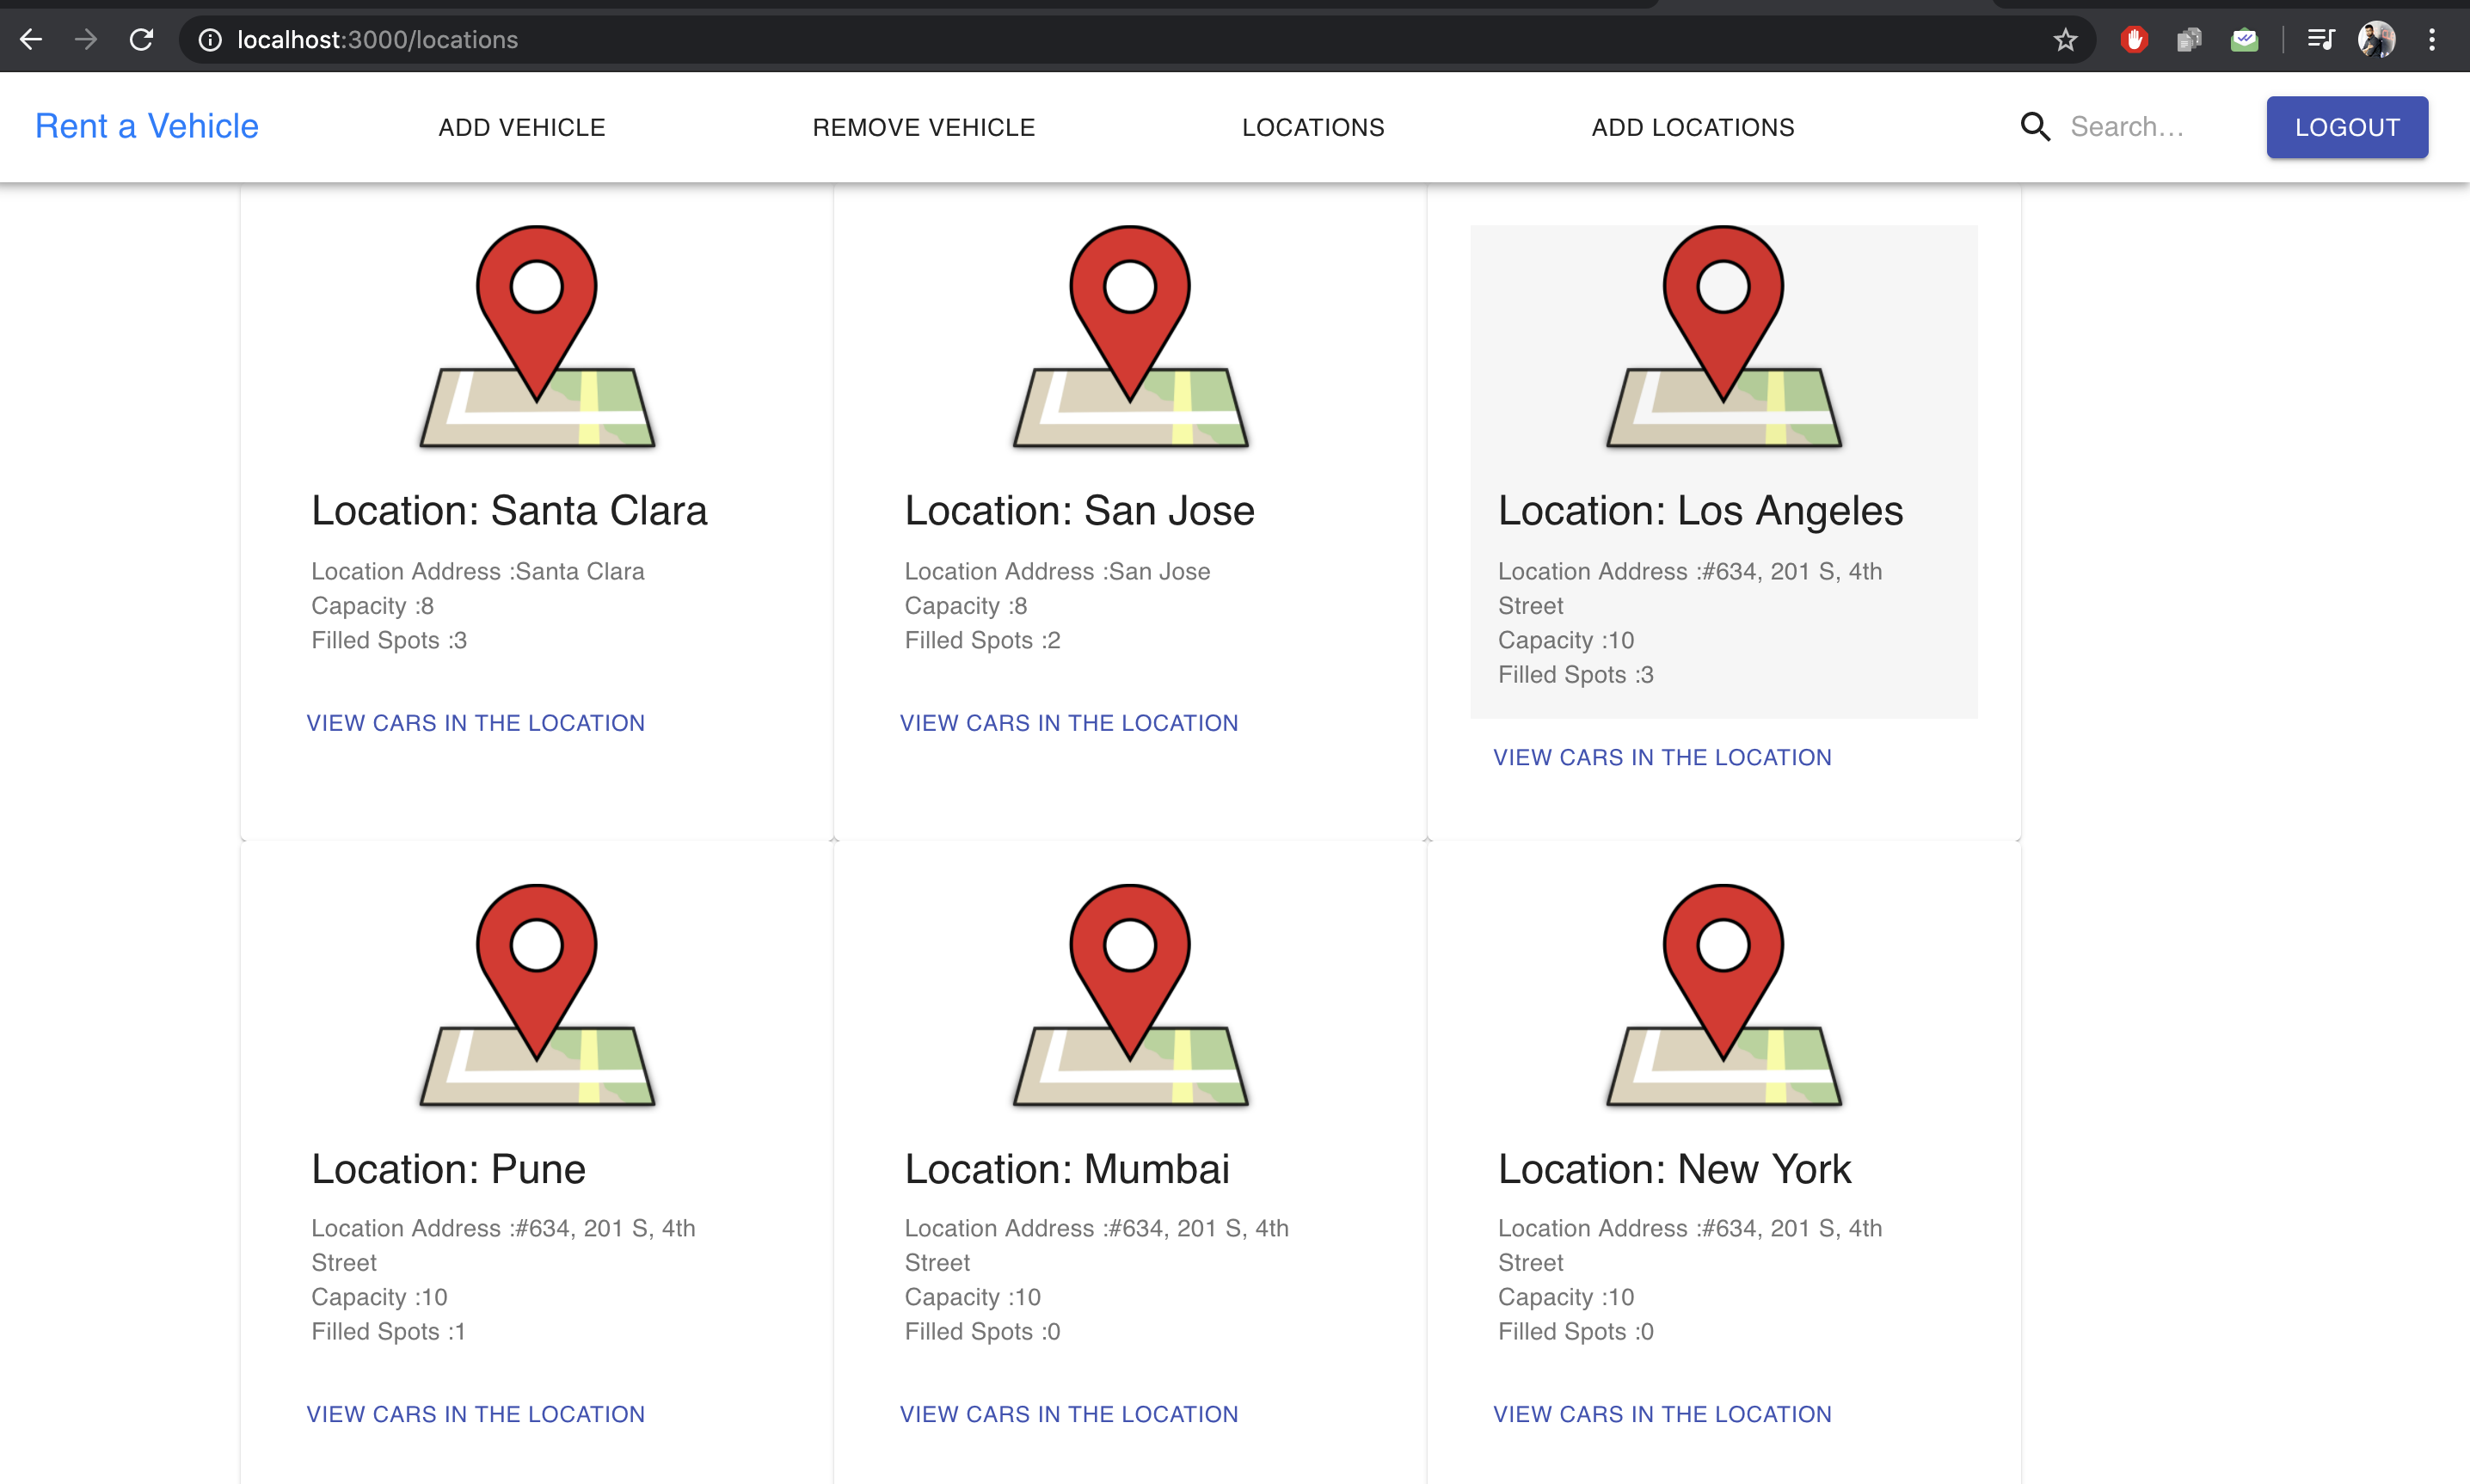 localhost:3000/locations
Rent a Vehicle
ADD VEHICLE
REMOVE VEHICLE
LOCATIONS
ADD LOCATIONS
Search...
LOGOUT
Location: Santa Clara
Location Address :Santa Clara
Capacity :8
Filled Spots :3
VIEW CARS IN THE LOCATION
Location: San Jose
Location Address :San Jose
Capacity :8
Filled Spots :2
VIEW CARS IN THE LOCATION
Location: Los Angeles
Location Address :#634, 201 S, 4th
Street
Capacity :10
Filled Spots :3
VIEW CARS IN THE LOCATION
Location: Pune
Location Address :#634, 201 S, 4th
Street
Capacity :10
Filled Spots :1
VIEW CARS IN THE LOCATION
Location: Mumbai
Location Address :#634, 201 S, 4th
Street
Capacity :10
Filled Spots :0
VIEW CARS IN THE LOCATION
Location: New York
Location Address :#634, 201 S, 4th
Street
Capacity :10
Filled Spots :0
VIEW CARS IN THE LOCATION